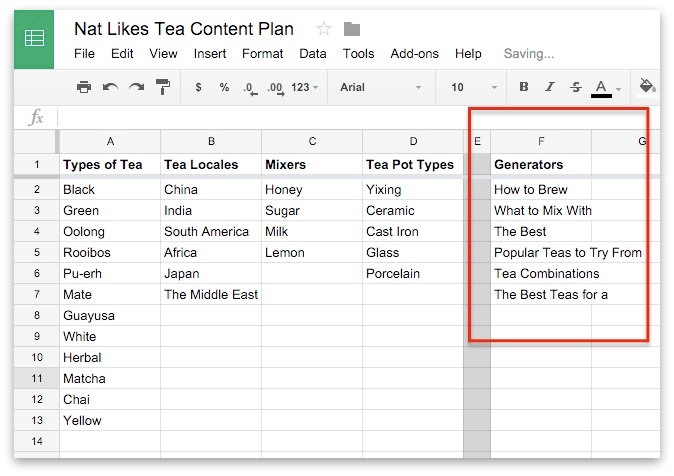 Nat Likes Tea Content Plan
File Edit View Insert Format Data Tools Add-ons Help Saving...
$ % .0 .00 123 Arial 10 B I S A
fx
A B C D E F G
1 Types of Tea Tea Locales Mixers Tea Pot Types Generators
2 Black China Honey Yixing How to Brew
3 Green India Sugar Ceramic What to Mix With
4 Oolong South America Milk Cast Iron The Best
5 Rooibos Africa Lemon Glass Popular Teas to Try From
6 Pu-erh Japan Porcelain Tea Combinations
7 Mate The Middle East The Best Teas for a
8 Guayusa
9 White
10 Herbal
11 Matcha
12 Chai
13 Yellow
14